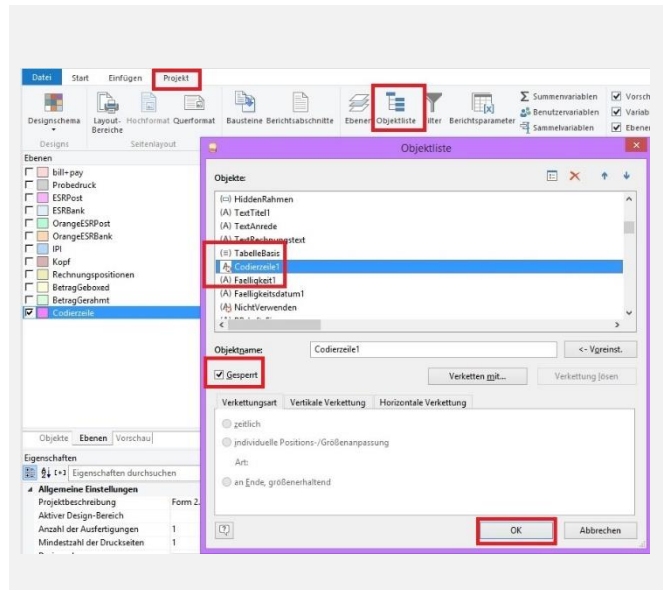 Datei Start Einfügen Projekt
Designschema Layout-Bereiche Hochformat Querformat Bausteine Berichtsabschnitte Ebenen Objektliste Filter Berichtsparameter
Summenvariablen
Benutzervariablen
Sammelvariablen
Vorsch
Variab
Ebene
Designs Seitenlayout
Ebenen
bill+pay
Probedruck
ESRPost
ESRBank
OrangeESRPost
OrangeESRBank
IPI
Kopf
Rechnungspositionen
BetragGeboxed
BetragGerahmt
Codierzeile
Objekte Ebenen Vorschau
Eigenschaften
Eigenschaften durchsuchen
Allgemeine Einstellungen
Projektbeschreibung Form 2.
Aktiver Design-Bereich
Anzahl der Ausfertigungen 1
Mindestzahl der Druckseiten 1
Objektliste
Objekte:
HiddenRahmen
(A) TextTitel1
(A) TextAnrede
(A) TextRechnungstext
TabelleBasis
Codierzeile1
(A) Faelligkeit1
(A) Faelligkeitsdatum1
NichtVerwenden
Objektname: Codierzeile1 <- Voreinst.
Gesperrt Verketten mit... Verkettung lösen
Verkettungsart Vertikale Verkettung Horizontale Verkettung
zeitlich
individuelle Positions-/Größenanpassung
Art:
an Ende, größenerhaltend
OK Abbrechen